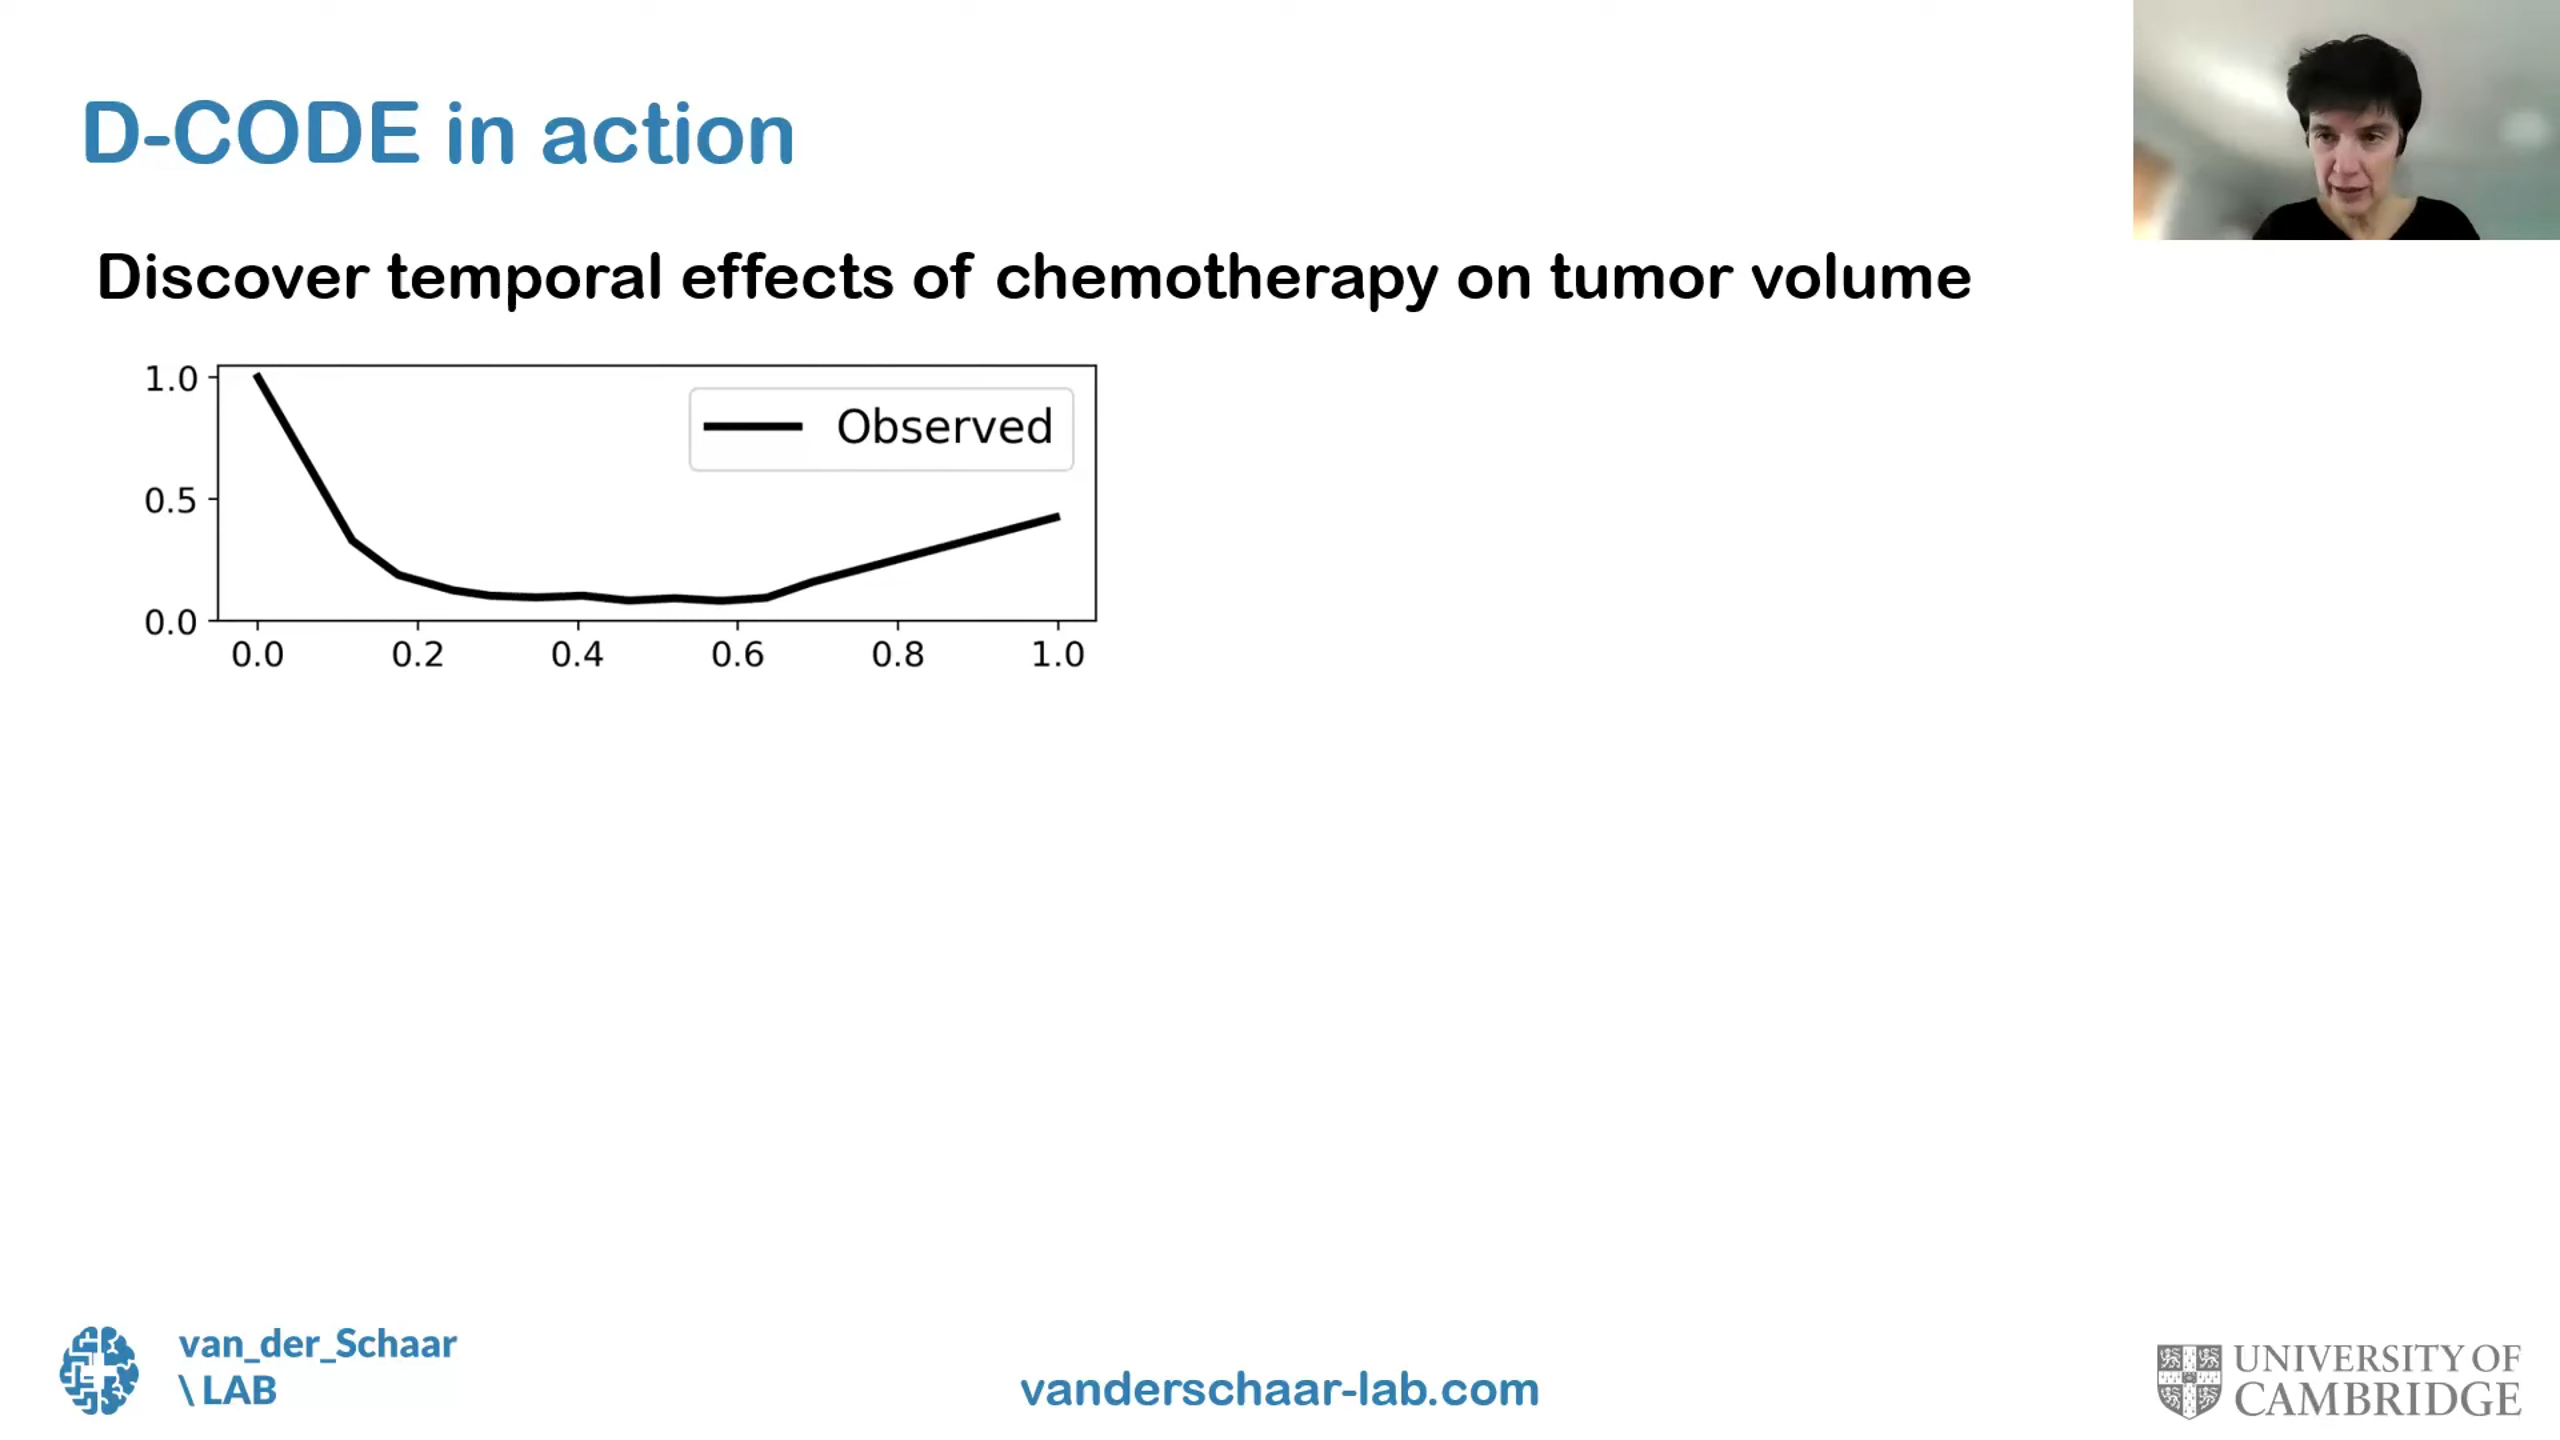 D-CODE in action
Discover temporal effects of chemotherapy on tumor volume
1.0
0.5
0.0
Observed
0.0 0.2 0.4 0.6 0.8 1.0
van_der_Schaar
\ LAB
vanderschaar-lab.com
UNIVERSITY OF
CAMBRIDGE